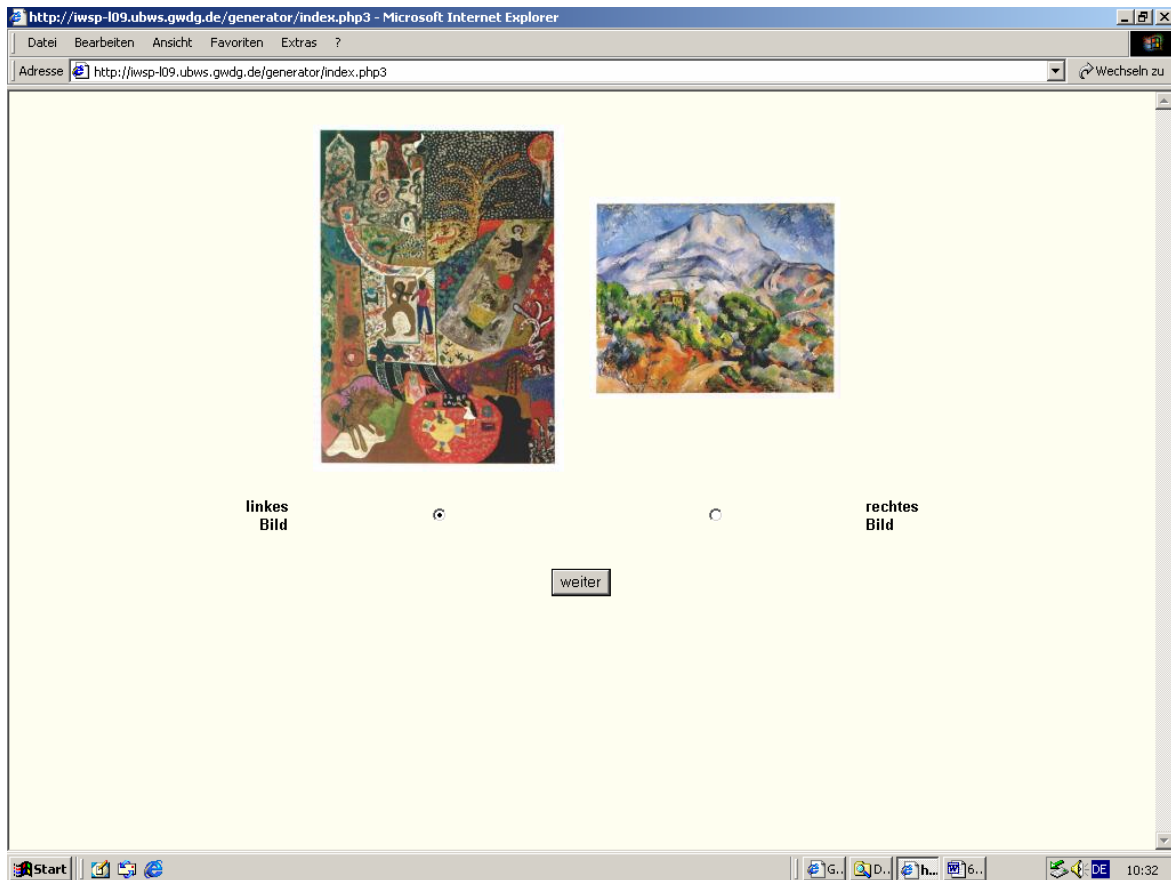 http://iwsp-l09.ubws.gwdg.de/generator/index.php3 - Microsoft Internet Explorer
Datei Bearbeiten Ansicht Favoriten Extras ?
Adresse http://iwsp-l09.ubws.gwdg.de/generator/index.php3 Wechseln zu
linkes
Bild
rechtes
Bild
weiter
Start G.. D.. h... 6.. DE 10:32